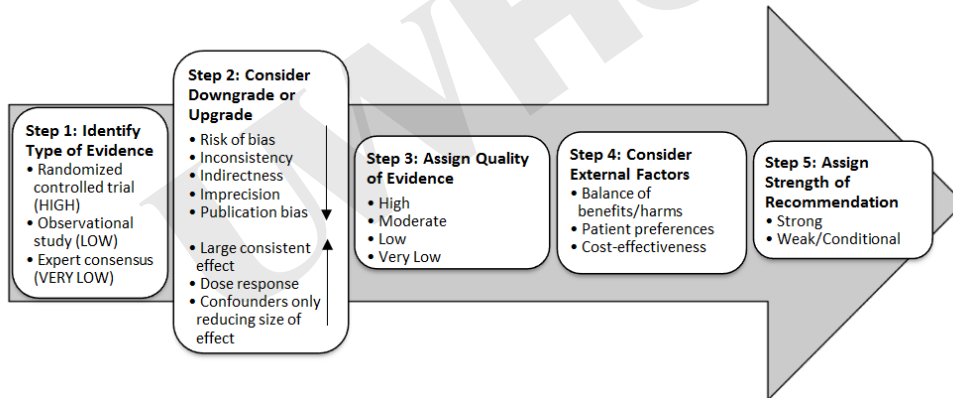 Step 1: Identify
Type of Evidence
• Randomized
controlled trial
(HIGH)
• Observational
study (LOW)
• Expert consensus
(VERY LOW)
Step 2: Consider
Downgrade or
Upgrade
• Risk of bias
• Inconsistency
• Indirectness
• Imprecision
• Publication bias
• Large consistent
effect
• Dose response
• Confounders only
reducing size of
effect
Step 3: Assign Quality
of Evidence
• High
• Moderate
• Low
• Very Low
Step 4: Consider
External Factors
• Balance of
benefits/harms
• Patient preferences
• Cost-effectiveness
Step 5: Assign
Strength of
Recommendation
• Strong
• Weak/Conditional